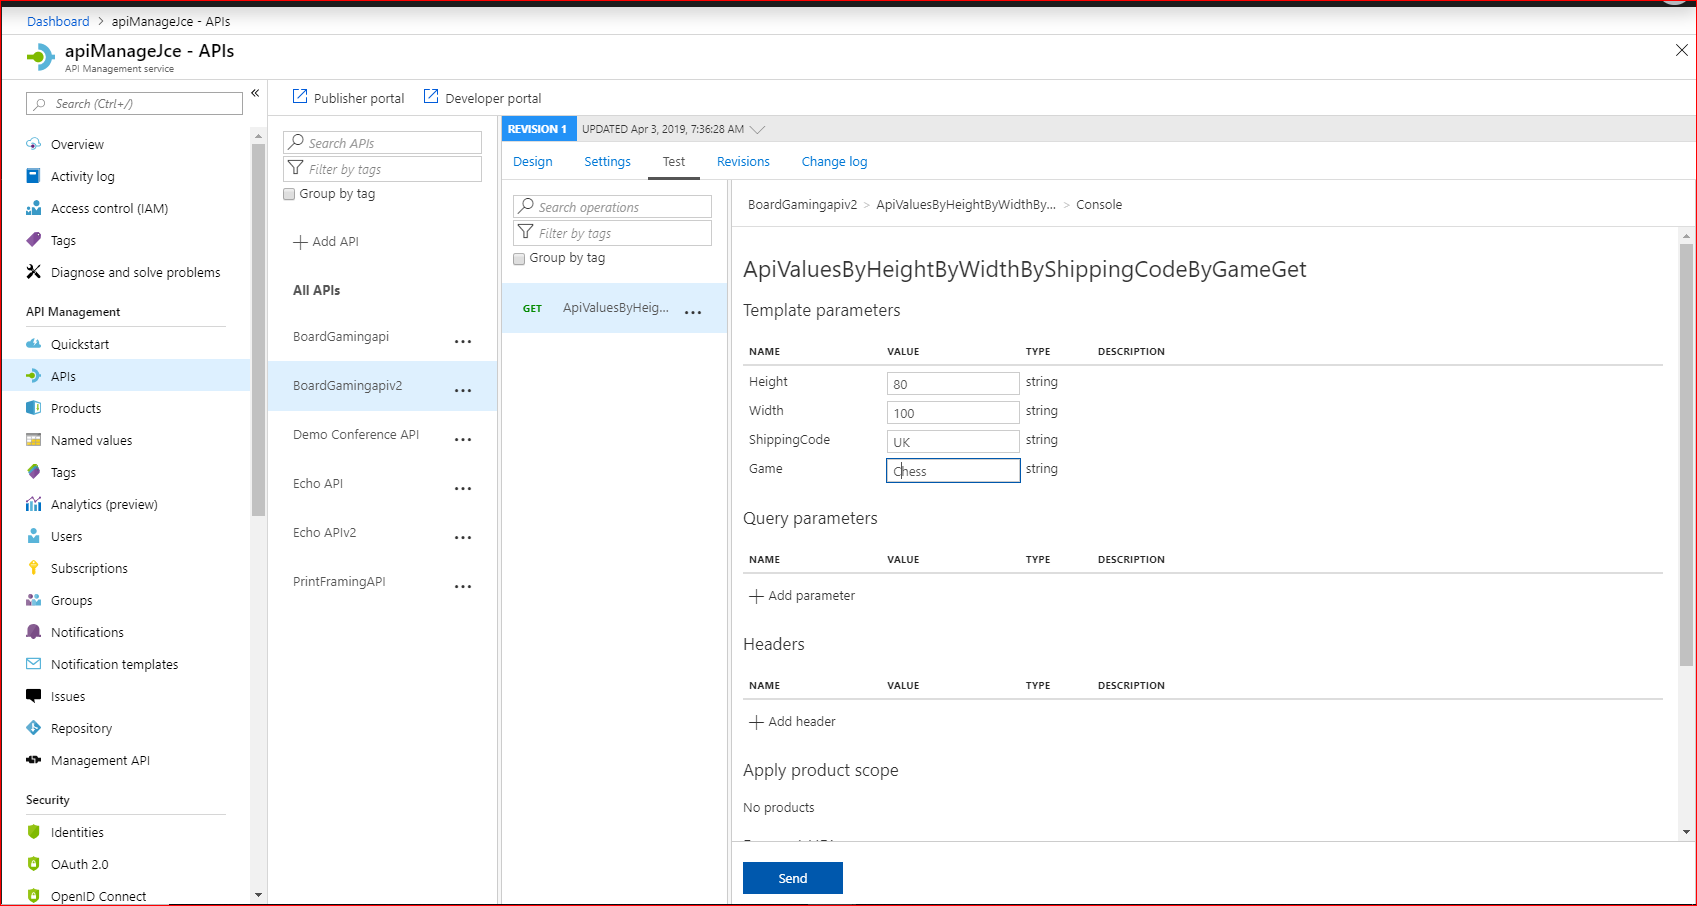 Dashboard > apiManageJce - APIs
apiManageJce - APIs
API Management service
Search (Ctrl+/)
Overview
Activity log
Access control (IAM)
Tags
Diagnose and solve problems
API Management
Quickstart
APIs
Products
Named values
Tags
Analytics (preview)
Users
Subscriptions
Groups
Notifications
Notification templates
Issues
Repository
Management API
Security
Identities
OAuth 2.0
OpenID Connect
Publisher portal Developer portal
Search APIs
Filter by tags
Group by tag
Add API
All APIs
BoardGamingapi ...
BoardGamingapiv2 ...
Demo Conference API ...
Echo API ...
Echo APIv2 ...
PrintFramingAPI ...
REVISION 1 UPDATED Apr 3, 2019, 7:36:28 AM
Design Settings Test Revisions Change log
Search operations
Filter by tags
Group by tag
GET ApiValuesByHeig... ...
BoardGamingapiv2 > ApiValuesByHeightByWidthBy... > Console
ApiValuesByHeightByWidthByShippingCodeByGameGet
Template parameters
NAME VALUE TYPE DESCRIPTION
Height 80 string
Width 100 string
ShippingCode UK string
Game Chess string
Query parameters
NAME VALUE TYPE DESCRIPTION
Add parameter
Headers
NAME VALUE TYPE DESCRIPTION
Add header
Apply product scope
No products
Send